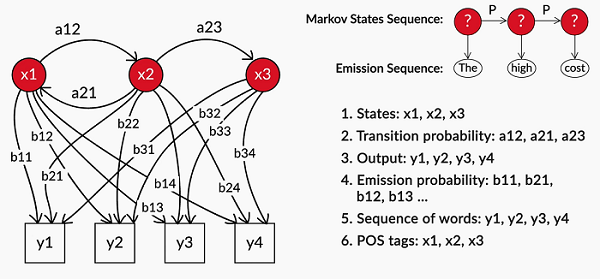 a12
a23
x1
x2
x3
a21
b11
b12
b21
b22
b31
b32
b33
b34
b14
b24
b13
y1
y2
y3
y4
Markov States Sequence:
? P ? P ?
Emission Sequence:
The high cost
1. States: x1, x2, x3
2. Transition probability: a12, a21, a23
3. Output: y1, y2, y3, y4
4. Emission probability: b11, b21,
b12, b13 ...
5. Sequence of words: y1, y2, y3, y4
6. POS tags: x1, x2, x3